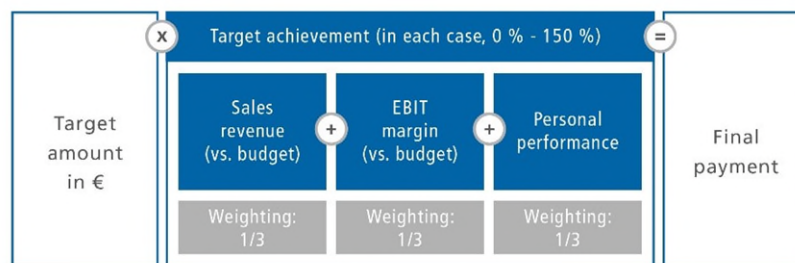 x
Target achievement (in each case, 0 % - 150 %)
=
Target
amount
in €
Sales
revenue
(vs. budget)
+
EBIT
margin
(vs. budget)
+
Personal
performance
Final
payment
Weighting:
1/3
Weighting:
1/3
Weighting:
1/3